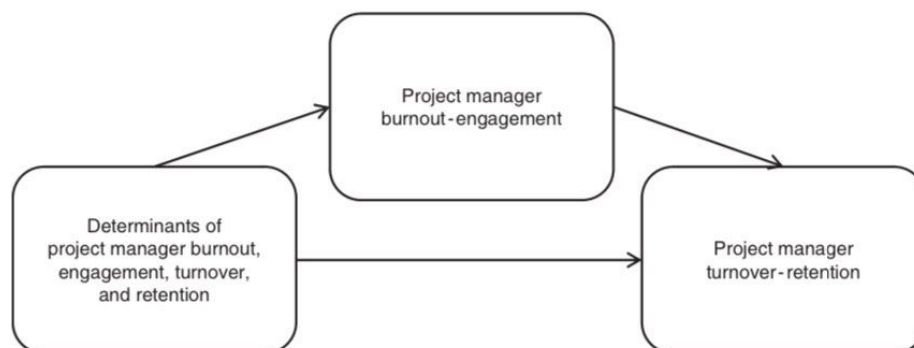 Project manager
burnout-engagement
Determinants of
project manager burnout,
engagement, turnover,
and retention
Project manager
turnover-retention